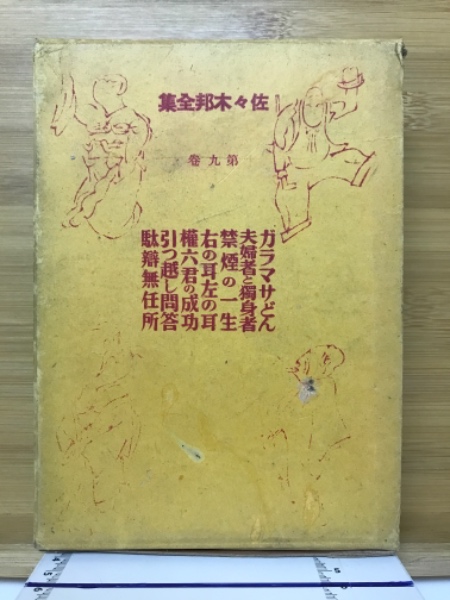 佐々木邦全集
第九卷
ガラマサどん
夫婦者と獨身者
禁煙の一生
右の耳左の耳
權六君の成功
引つ越し問答
駄辯無任所